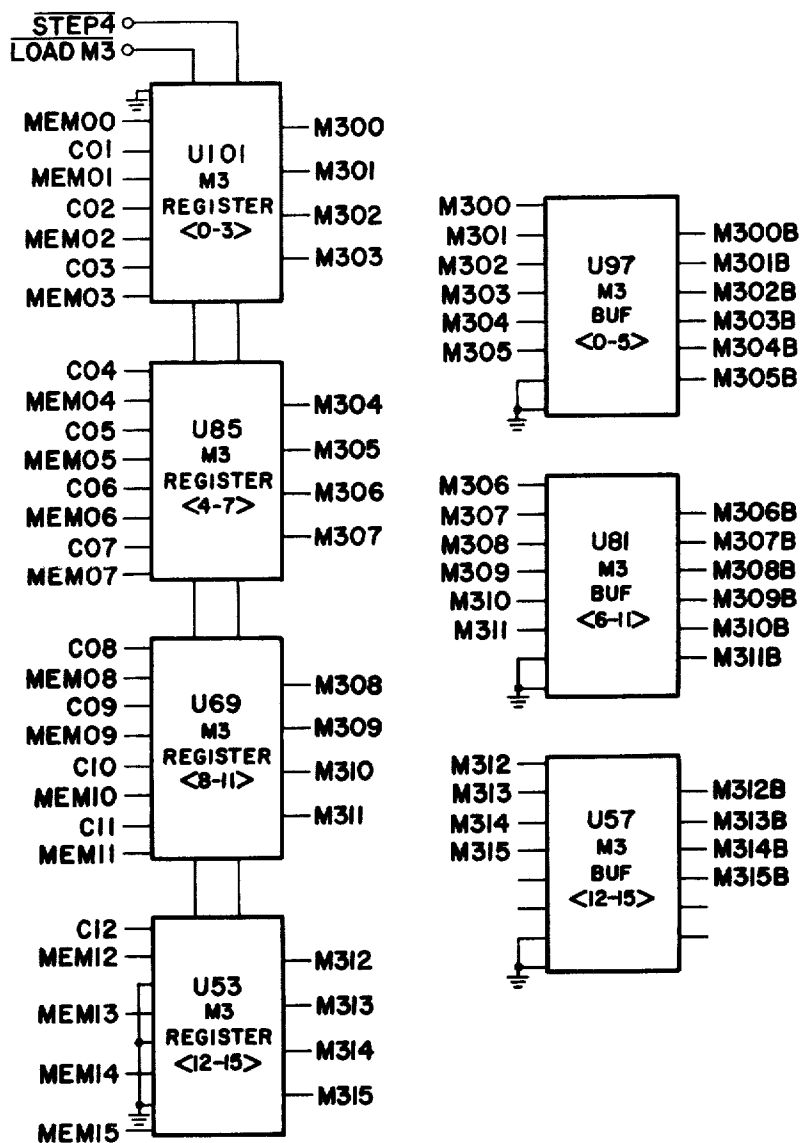 STEP4
LOAD M3
MEM00
C01
MEM01
C02
MEM02
C03
MEM03
U101
M3
REGISTER
<0-3>
M300
M301
M302
M303
C04
MEM04
C05
MEM05
C06
MEM06
C07
MEM07
U85
M3
REGISTER
<4-7>
M304
M305
M306
M307
C08
MEM08
C09
MEM09
C10
MEM10
C11
MEM11
U69
M3
REGISTER
<8-11>
M308
M309
M310
M311
C12
MEM12
MEM13
MEM14
MEM15
U53
M3
REGISTER
<12-15>
M312
M313
M314
M315
M300
M301
M302
M303
M304
M305
U97
M3
BUF
<0-5>
M300B
M301B
M302B
M303B
M304B
M305B
M306
M307
M308
M309
M310
M311
U81
M3
BUF
<6-11>
M306B
M307B
M308B
M309B
M310B
M311B
M312
M313
M314
M315
U57
M3
BUF
<12-15>
M312B
M313B
M314B
M315B